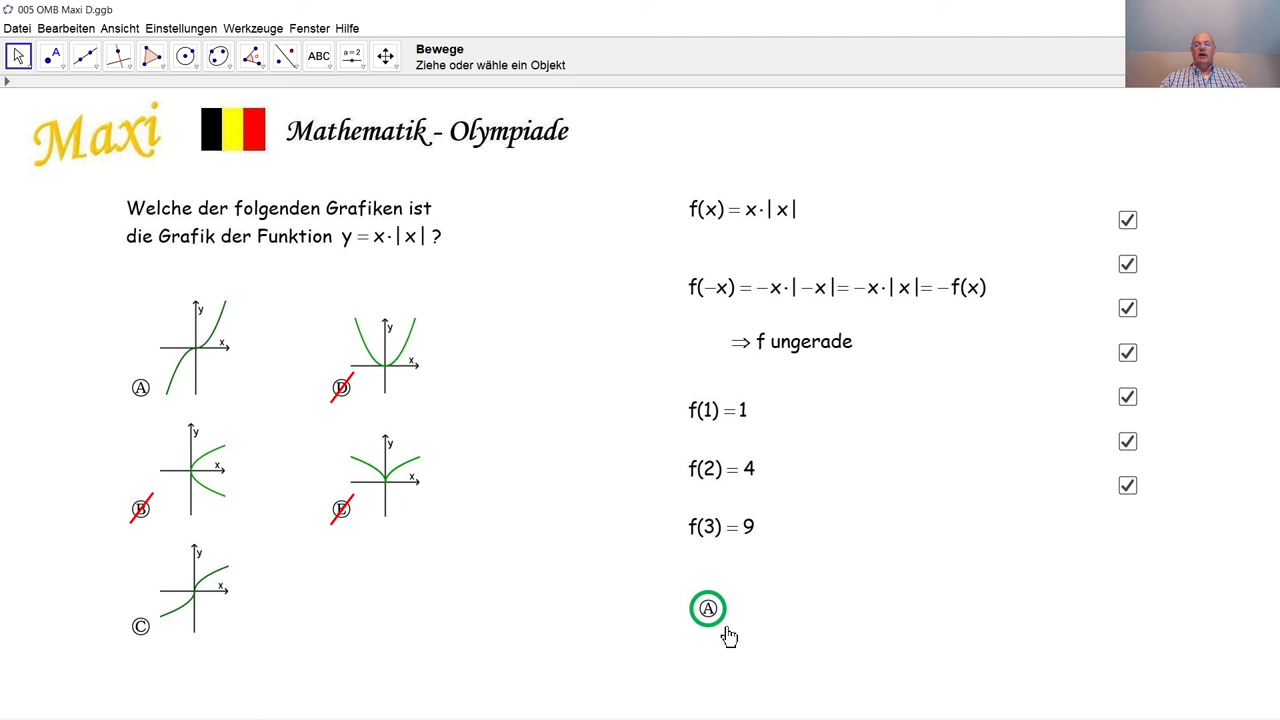 005 OMB Maxi D.ggb
Datei Bearbeiten Ansicht Einstellungen Werkzeuge Fenster Hilfe
A
ABC
a=2
Bewege
Ziehe oder wähle ein Objekt
Maxi
Mathematik - Olympiade
Welche der folgenden Grafiken ist
die Grafik der Funktion y = x·|x| ?
y
x
Ⓐ
y
x
Ⓓ
y
x
Ⓑ
y
x
Ⓔ
y
x
Ⓒ
f(x) = x·|x|
f(−x) = −x·|−x| = −x·|x| = −f(x)
⇒ f ungerade
f(1) = 1
f(2) = 4
f(3) = 9
Ⓐ